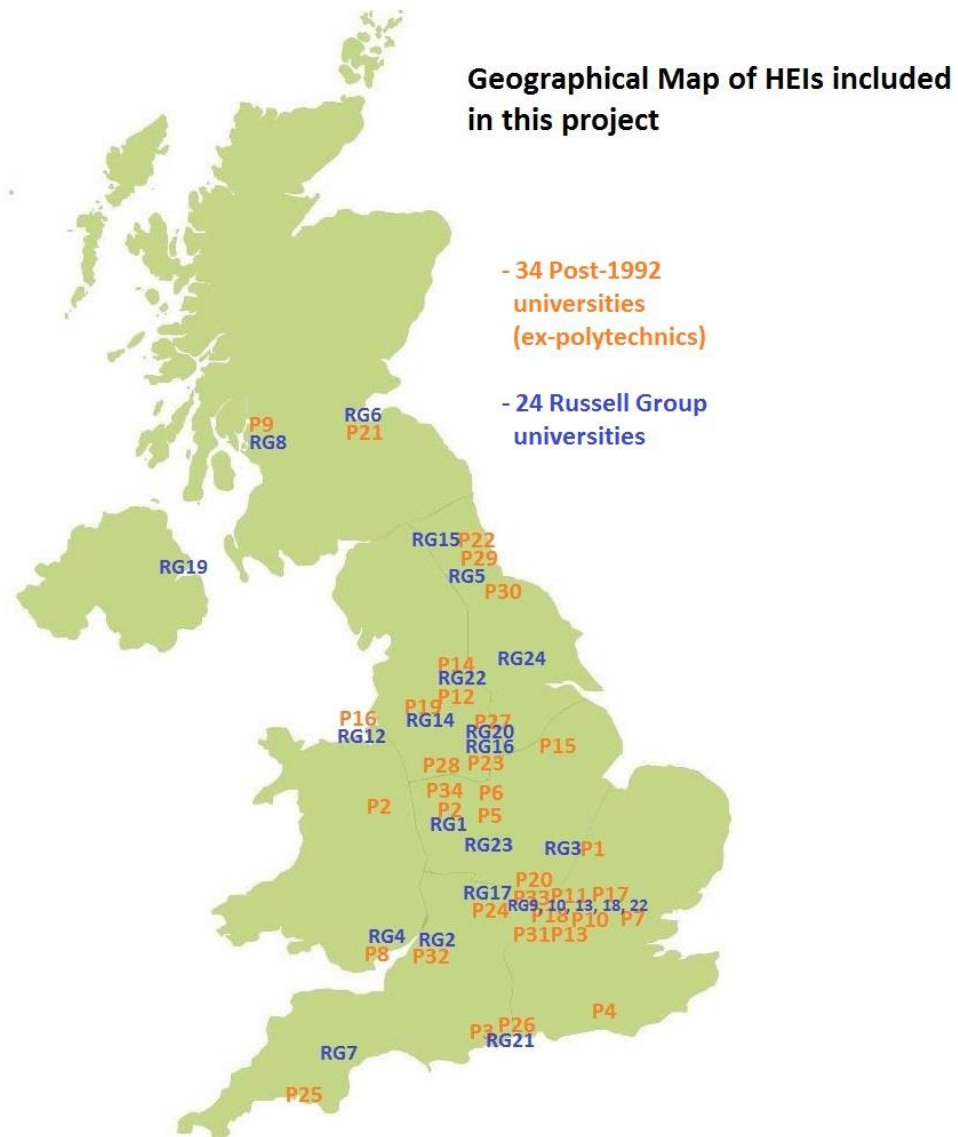 Geographical Map of HEIs included
in this project
- 34 Post-1992
universities
(ex-polytechnics)
- 24 Russell Group
universities
P9
RG8
RG6
P21
RG19
RG15
P22
P29
RG5
P30
RG24
P14
RG22
P12
P19
RG14
P16
RG12
P27
RG20
RG16
P23
P15
P28
P34
P6
P2
P2
P5
RG1
RG23
RG3
P1
P20
RG17
P33
P11
P17
RG9, 10, 13, 18, 22
P24
P18
P10
P7
P31
P13
RG4
RG2
P8
P32
P4
P3
P26
RG21
RG7
P25